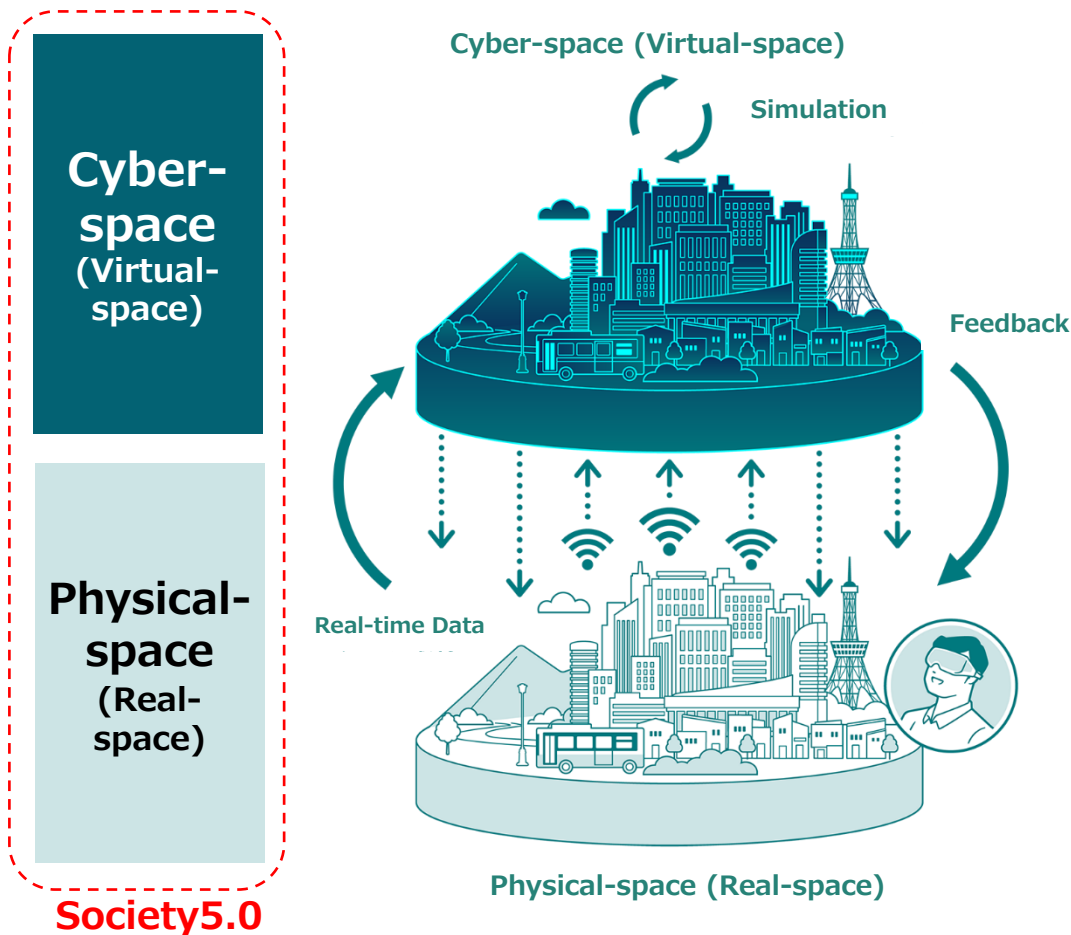 Cyber-
space
(Virtual-
space)
Physical-
space
(Real-
space)
Society5.0
Cyber-space (Virtual-space)
Simulation
Feedback
Real-time Data
Physical-space (Real-space)